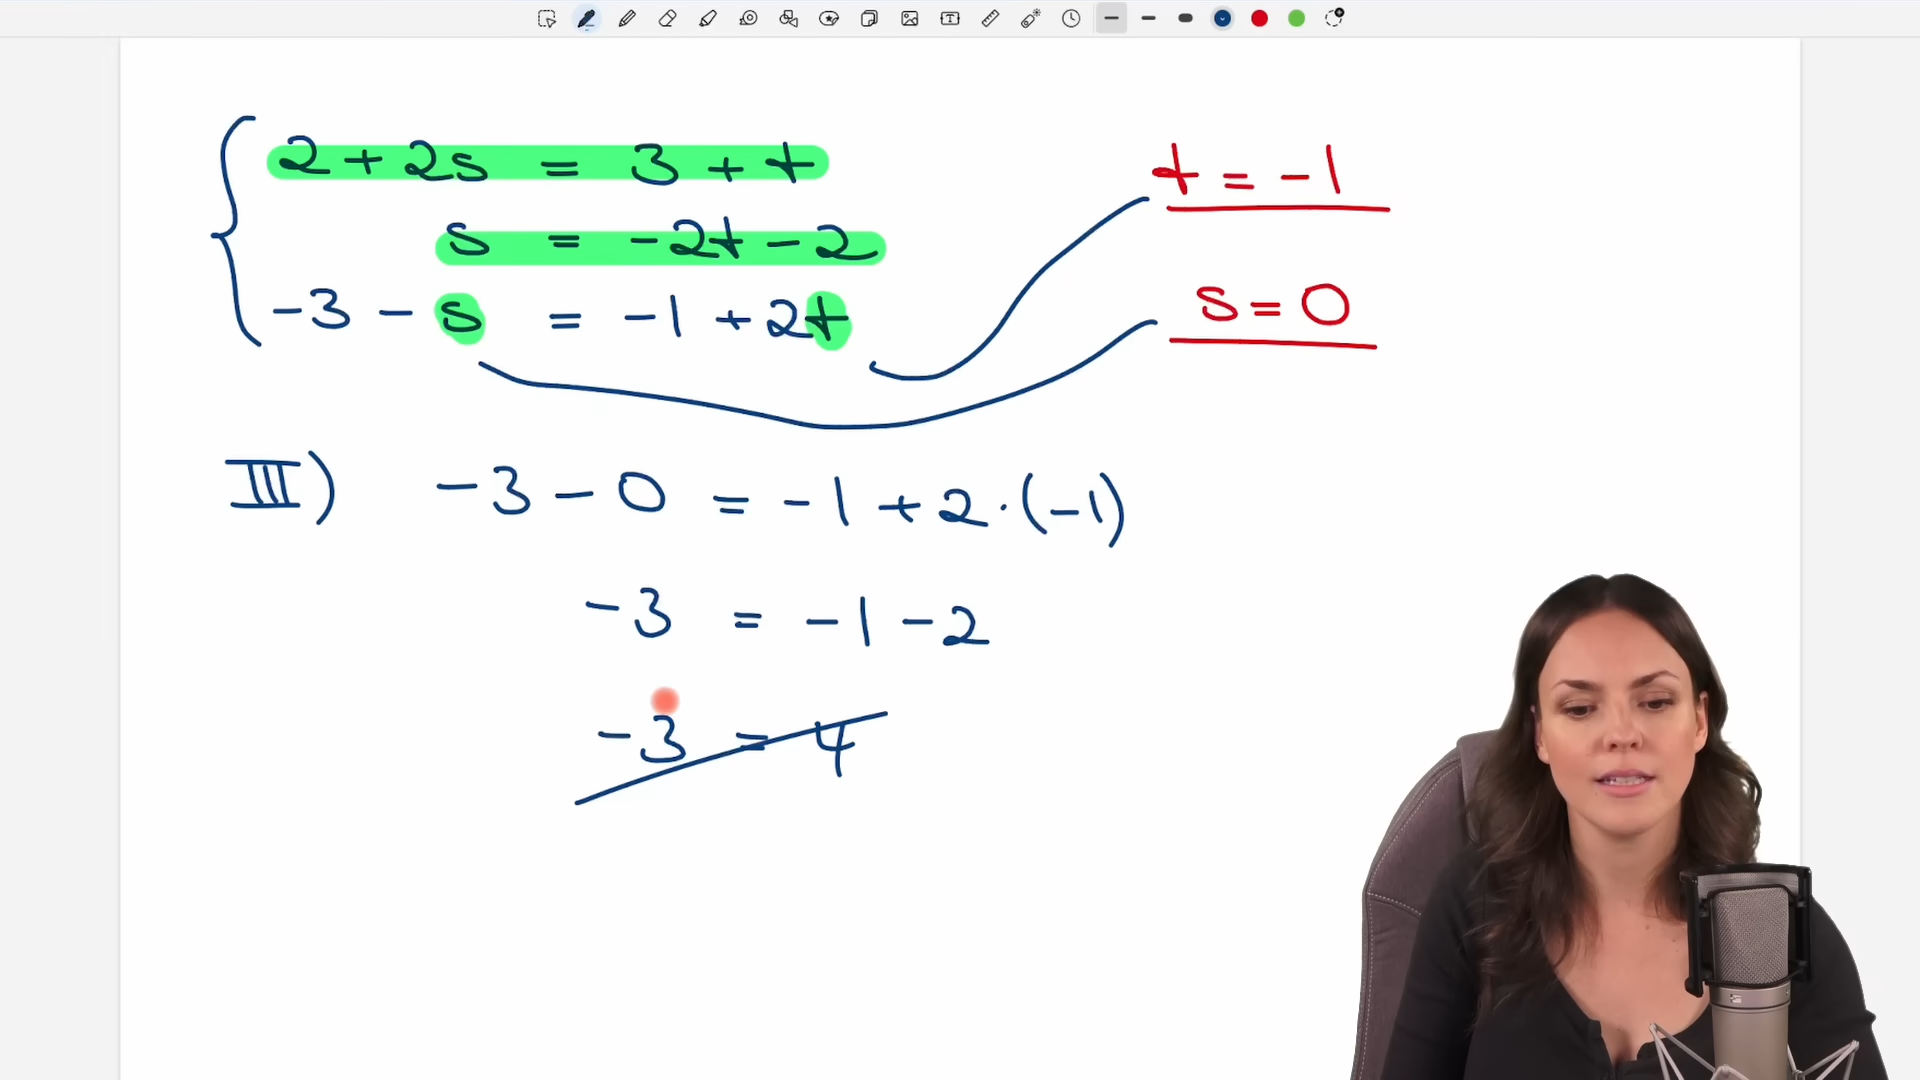 2 + 2s = 3 + t
s = -2t - 2
-3 - s = -1 + 2t
t = -1
s = 0
III) -3 - 0 = -1 + 2 · (-1)
-3 = -1 - 2
-3 = 4